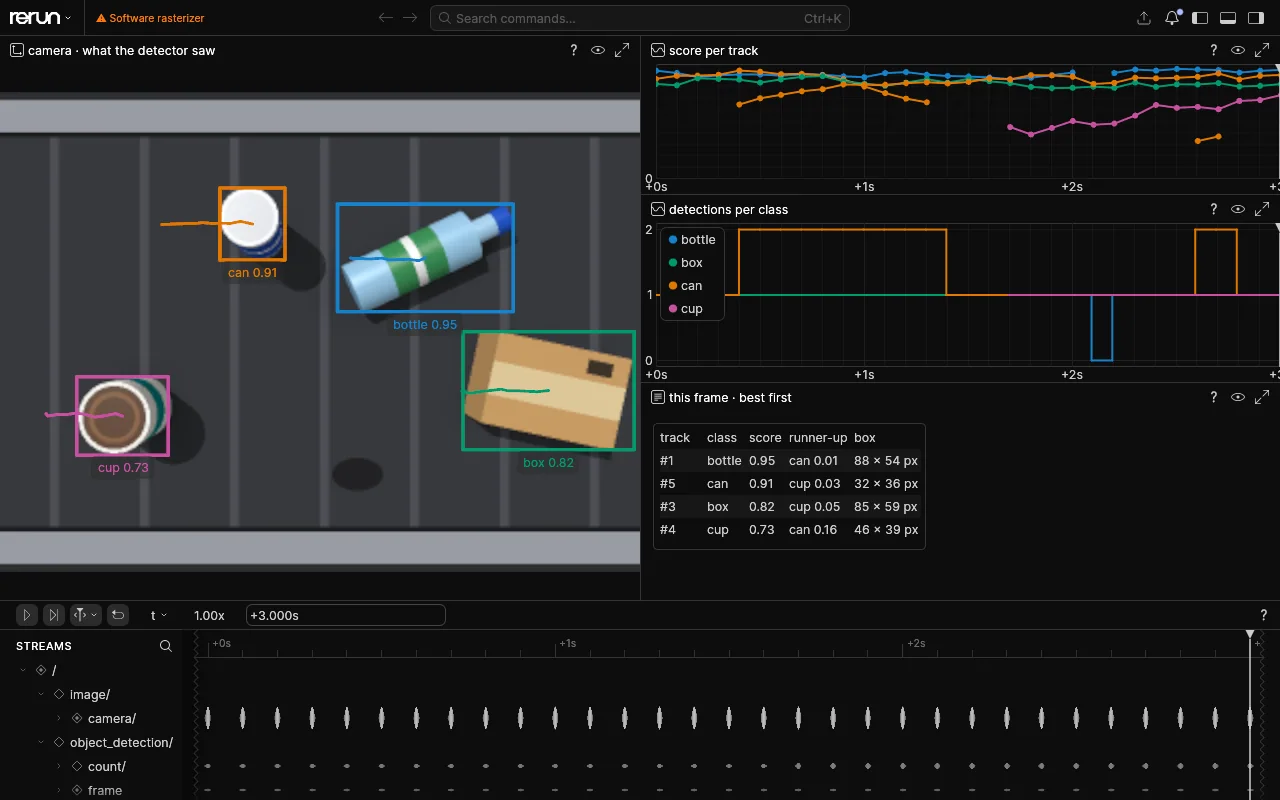 rerun
Software rasterizer
Search commands...
Ctrl+K
camera · what the detector saw
?
can 0.91
bottle 0.95
box 0.82
cup 0.73
score per track
?
0
+0s
+1s
+2s
detections per class
?
2
1
0
bottle
box
can
cup
+0s
+1s
+2s
this frame · best first
?
track class score runner-up box
#1 bottle 0.95 can 0.01 88 × 54 px
#5 can 0.91 cup 0.03 32 × 36 px
#3 box 0.82 cup 0.05 85 × 59 px
#4 cup 0.73 can 0.16 46 × 39 px
t
1.00x
+3.000s
?
STREAMS
+0s
+1s
+2s
/
image/
camera/
object_detection/
count/
frame